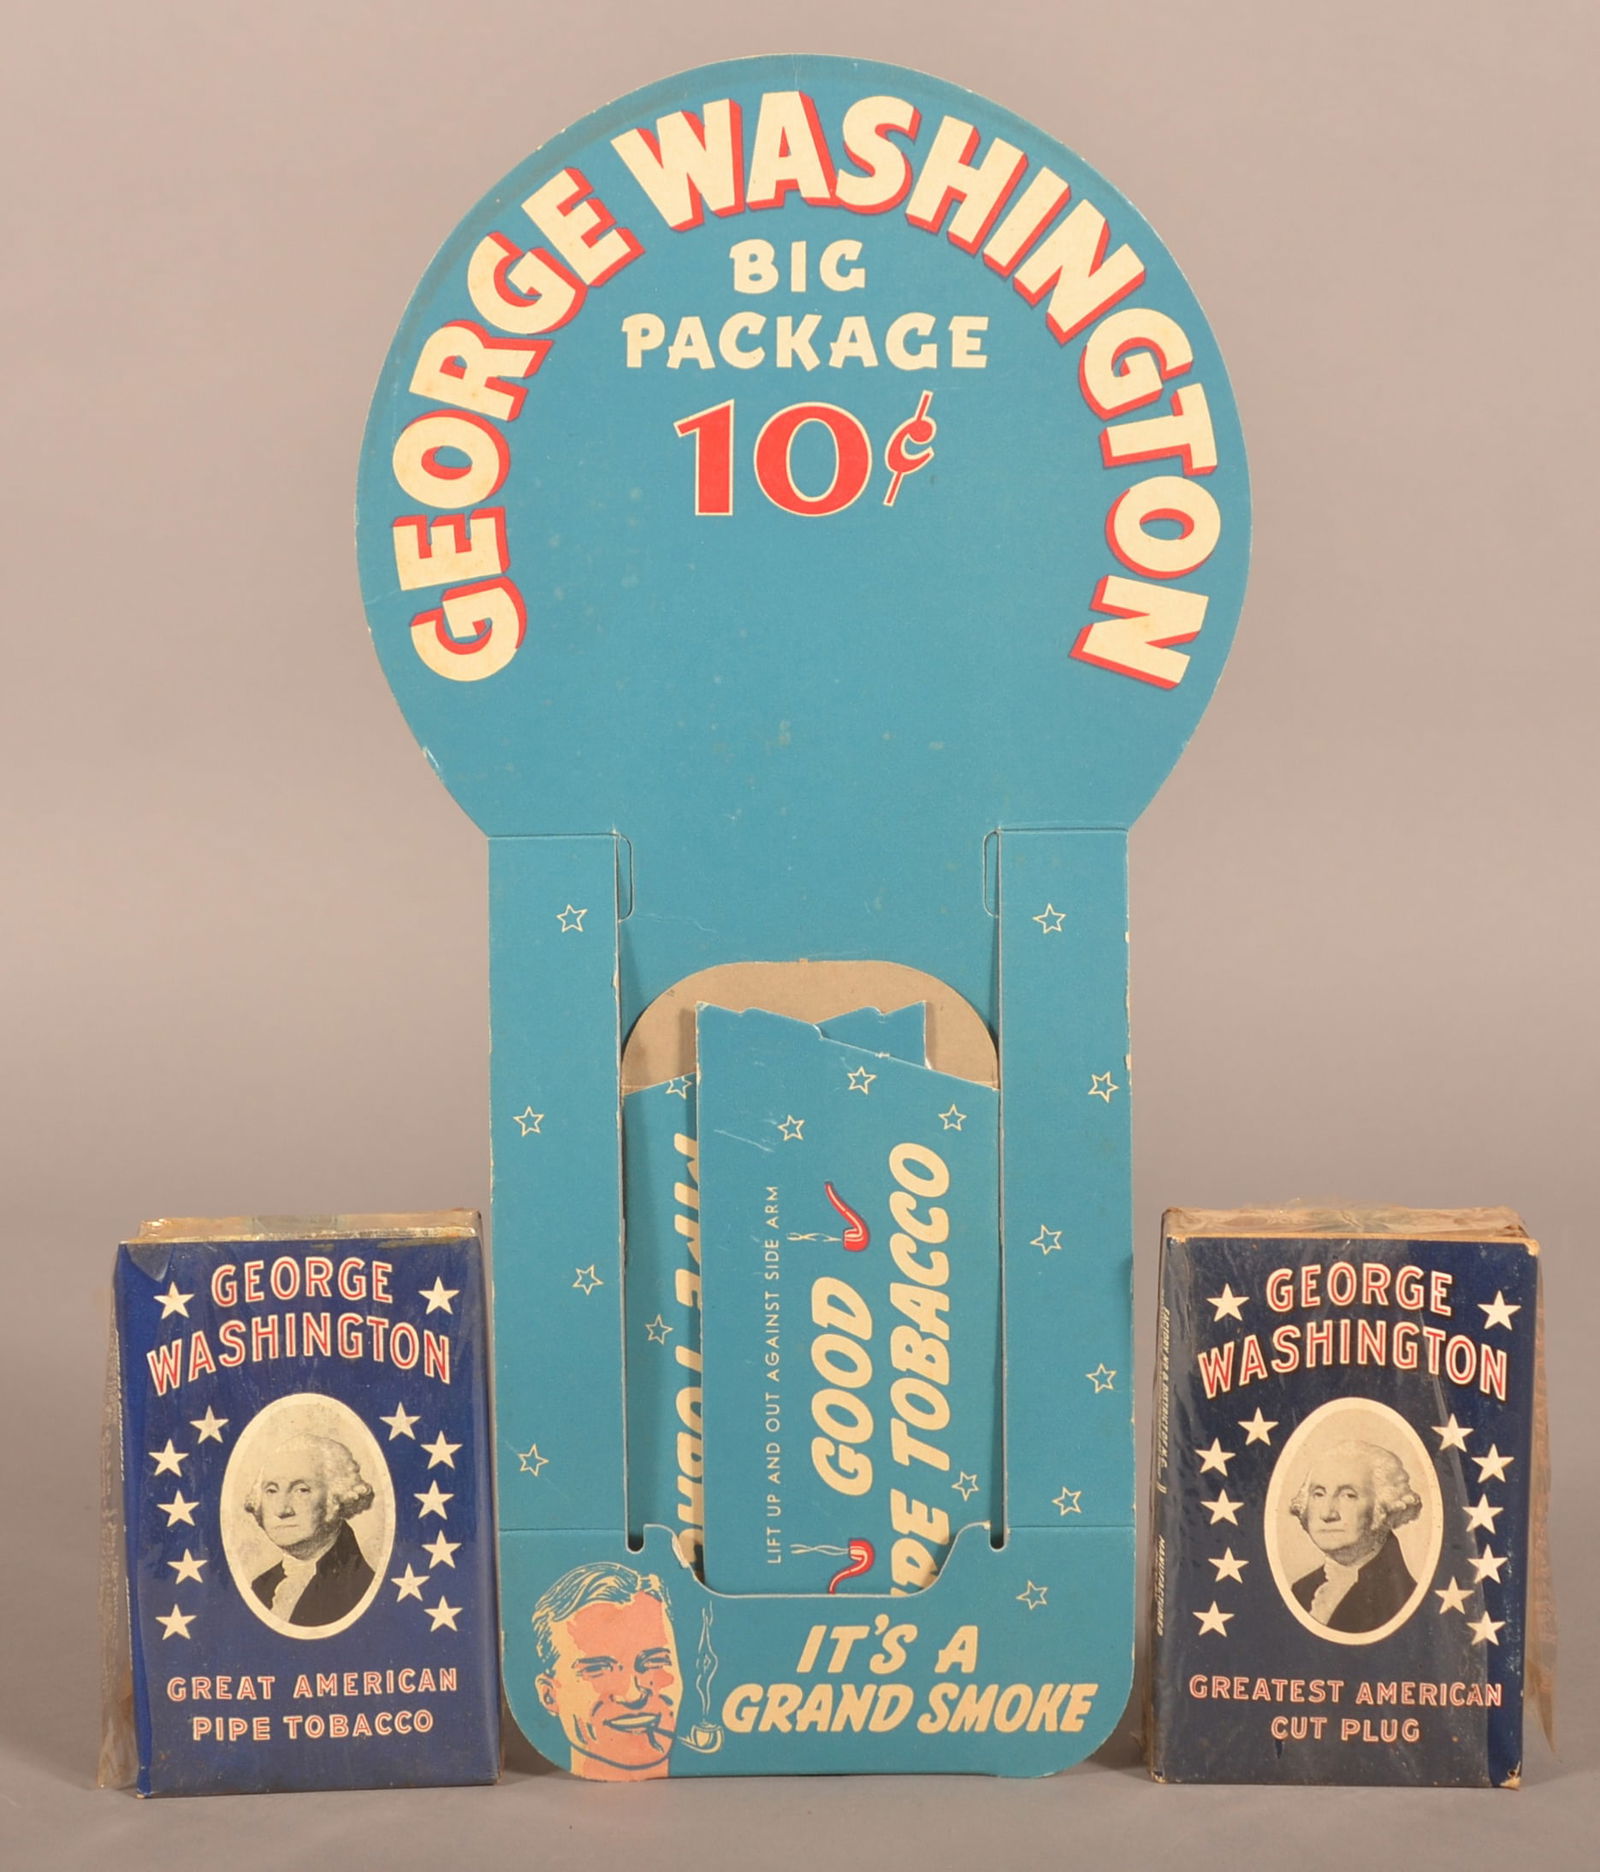 GEORGE WASHINGTON
BIG
PACKAGE
10¢
LIFT UP AND OUT AGAINST SIDE ARM
GOOD
TOBACCO
IT'S A
GRAND SMOKE
GEORGE
WASHINGTON
GREAT AMERICAN
PIPE TOBACCO
GEORGE
WASHINGTON
GREATEST AMERICAN
CUT PLUG